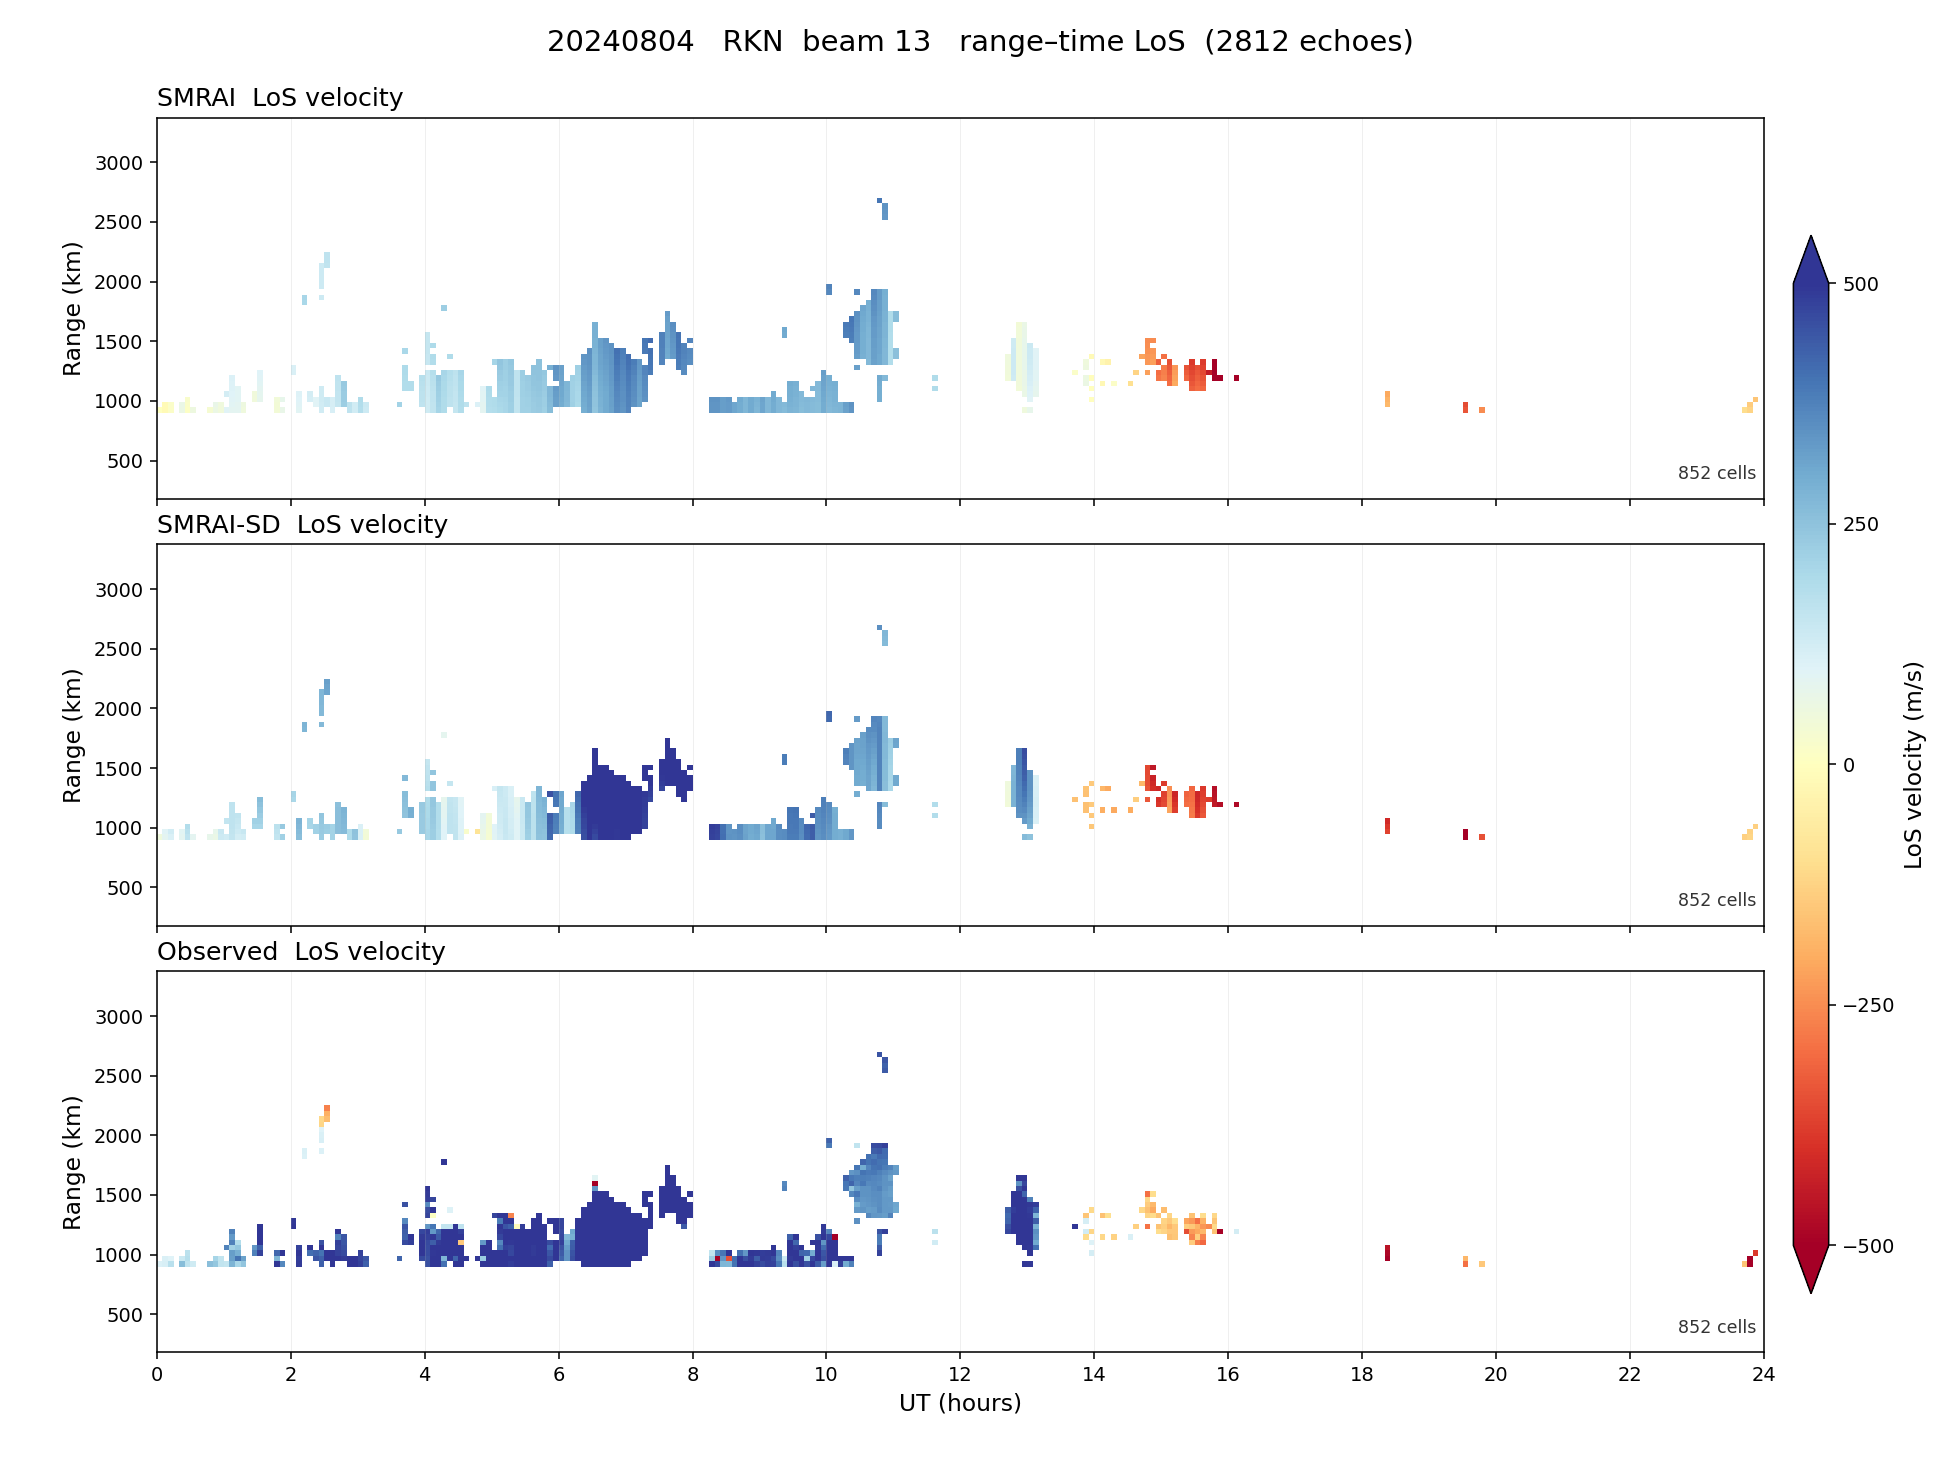 20240804 RKN beam 13 range–time LoS (2812 echoes)
SMRAI LoS velocity
Range (km)
3000
2500
2000
1500
1000
500
852 cells
SMRAI-SD LoS velocity
Range (km)
3000
2500
2000
1500
1000
500
852 cells
Observed LoS velocity
Range (km)
3000
2500
2000
1500
1000
500
852 cells
0 2 4 6 8 10 12 14 16 18 20 22 24
UT (hours)
500
250
0
−250
−500
LoS velocity (m/s)